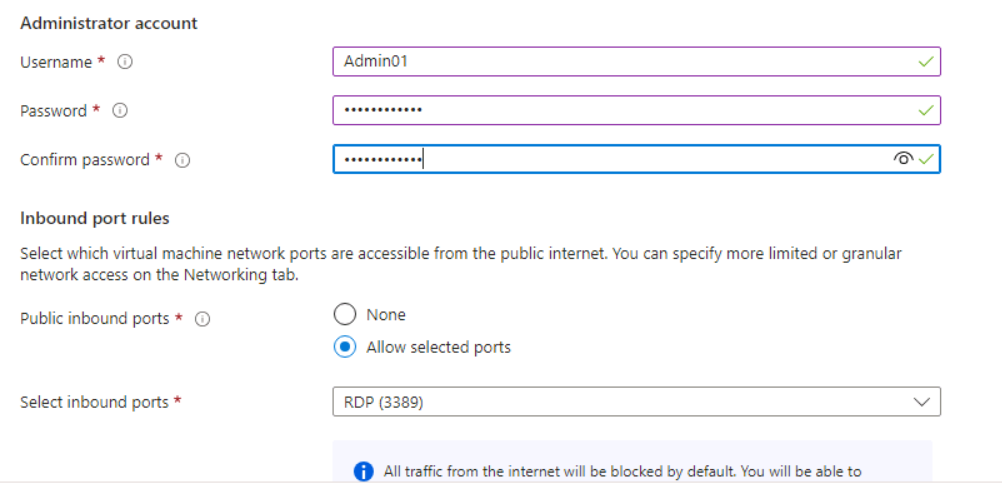 Administrator account
Username *
Admin01
Password *
••••••••••••
Confirm password *
••••••••••••
Inbound port rules
Select which virtual machine network ports are accessible from the public internet. You can specify more limited or granular
network access on the Networking tab.
Public inbound ports *
None
Allow selected ports
Select inbound ports *
RDP (3389)
All traffic from the internet will be blocked by default. You will be able to